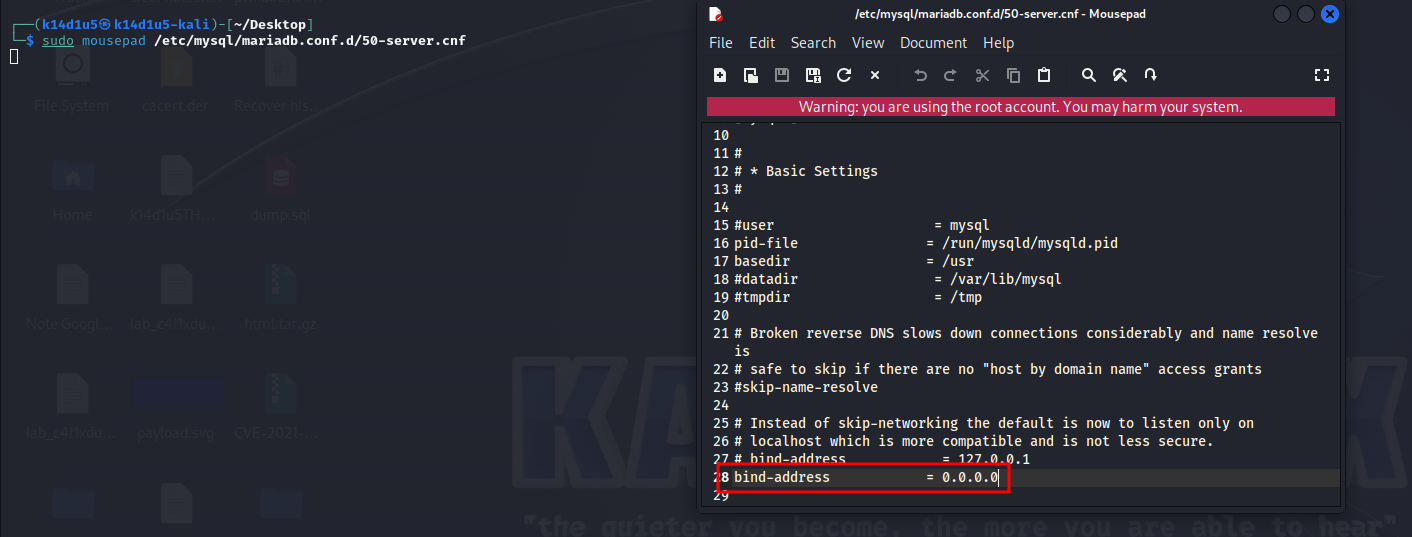 ┌──(k14d1u5㉿k14d1u5-kali)-[~/Desktop]
└─$ sudo mousepad /etc/mysql/mariadb.conf.d/50-server.cnf
File System
cacert.der
Recover his...
Home
k14d1u5TH...
dump.sql
Note Googl...
lab_c4l1xdu...
html.tar.gz
lab_c4l1xdu...
payload.svg
CVE-2021-...
"the quieter you become, the more you are able to hear"
/etc/mysql/mariadb.conf.d/50-server.cnf - Mousepad
File Edit Search View Document Help
Warning: you are using the root account. You may harm your system.
10
11 #
12 # * Basic Settings
13 #
14
15 #user = mysql
16 pid-file = /run/mysqld/mysqld.pid
17 basedir = /usr
18 #datadir = /var/lib/mysql
19 #tmpdir = /tmp
20
21 # Broken reverse DNS slows down connections considerably and name resolve
is
22 # safe to skip if there are no "host by domain name" access grants
23 #skip-name-resolve
24
25 # Instead of skip-networking the default is now to listen only on
26 # localhost which is more compatible and is not less secure.
27 # bind-address = 127.0.0.1
28 bind-address = 0.0.0.0
29